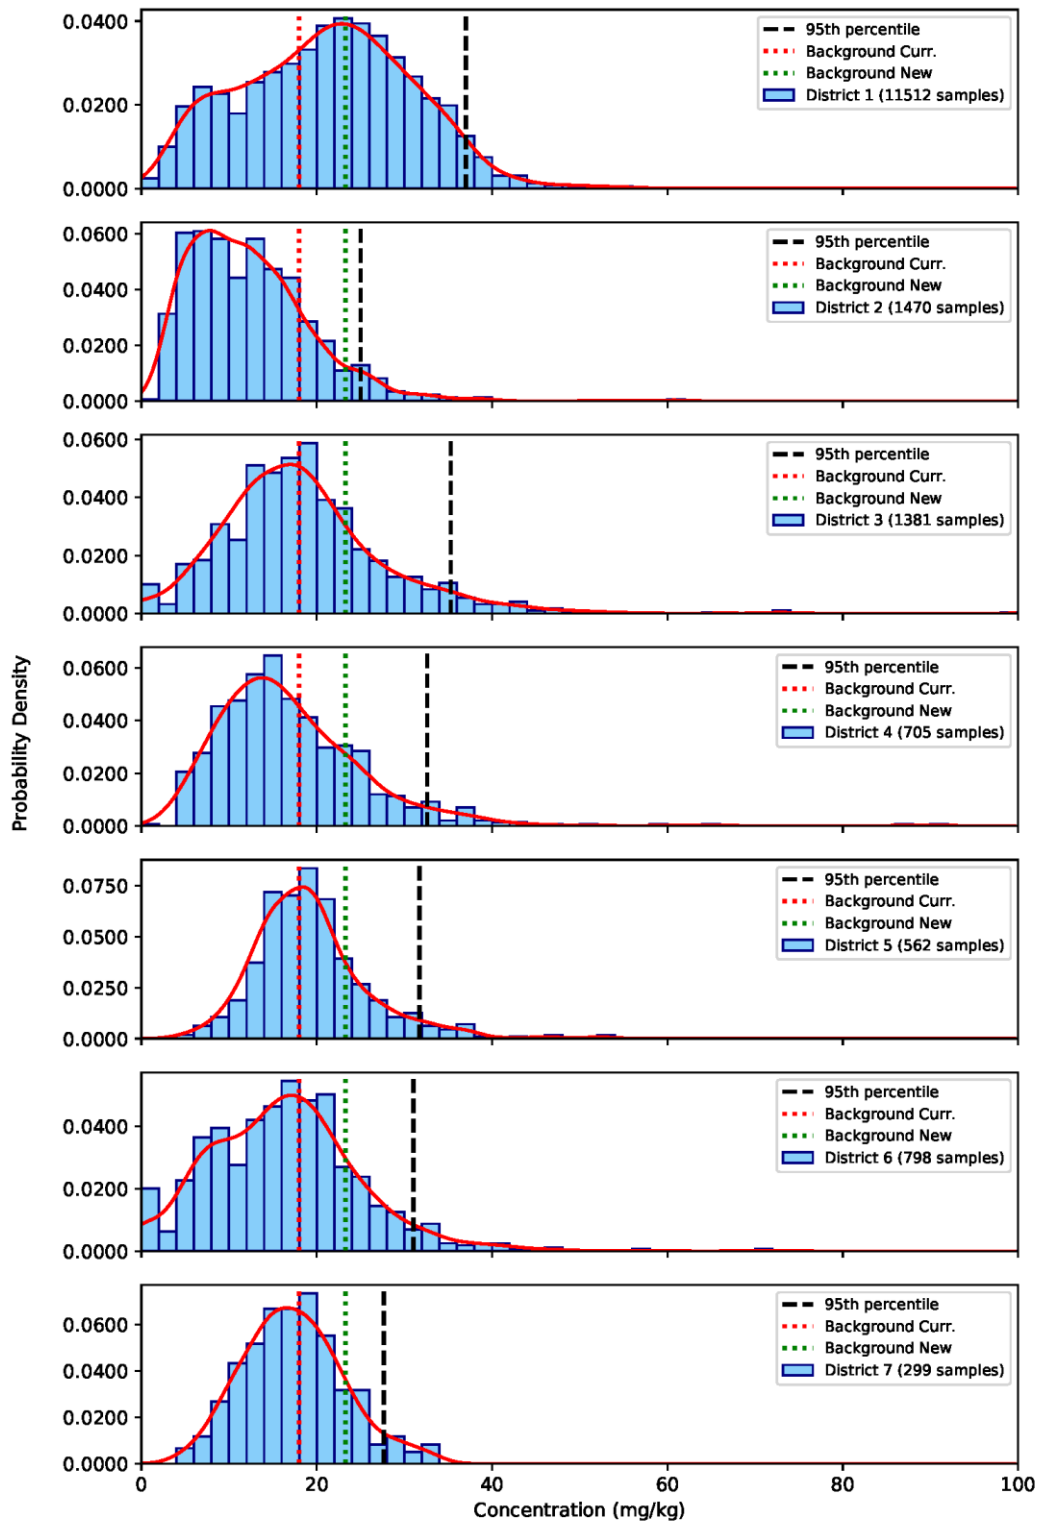 0.0400
0.0200
0.0000
95th percentile
Background Curr.
Background New
District 1 (11512 samples)
0.0600
0.0400
0.0200
0.0000
95th percentile
Background Curr.
Background New
District 2 (1470 samples)
0.0600
0.0400
0.0200
0.0000
95th percentile
Background Curr.
Background New
District 3 (1381 samples)
Probability Density
0.0600
0.0400
0.0200
0.0000
95th percentile
Background Curr.
Background New
District 4 (705 samples)
0.0750
0.0500
0.0250
0.0000
95th percentile
Background Curr.
Background New
District 5 (562 samples)
0.0400
0.0200
0.0000
95th percentile
Background Curr.
Background New
District 6 (798 samples)
0.0600
0.0400
0.0200
0.0000
95th percentile
Background Curr.
Background New
District 7 (299 samples)
0 20 40 60 80 100
Concentration (mg/kg)